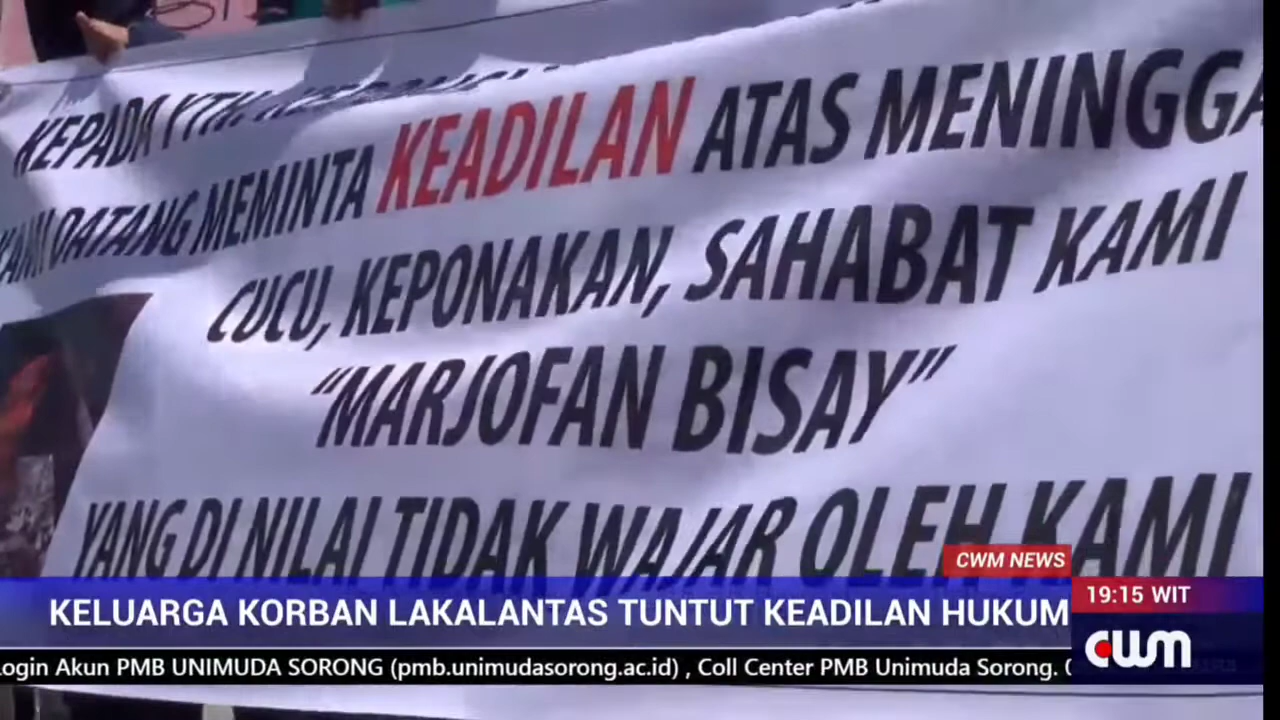 KEPADA YTH.
KAMI DATANG MEMINTA KEADILAN ATAS MENINGGA
CUCU, KEPONAKAN, SAHABAT KAMI
“MARJOFAN BISAY”
YANG DI NILAI TIDAK WAJAR OLEH KAMI
CWM NEWS
KELUARGA KORBAN LAKALANTAS TUNTUT KEADILAN HUKUM
19:15 WIT
cwm
Login Akun PMB UNIMUDA SORONG (pmb.unimudasorong.ac.id) , Coll Center PMB Unimuda Sorong. 0